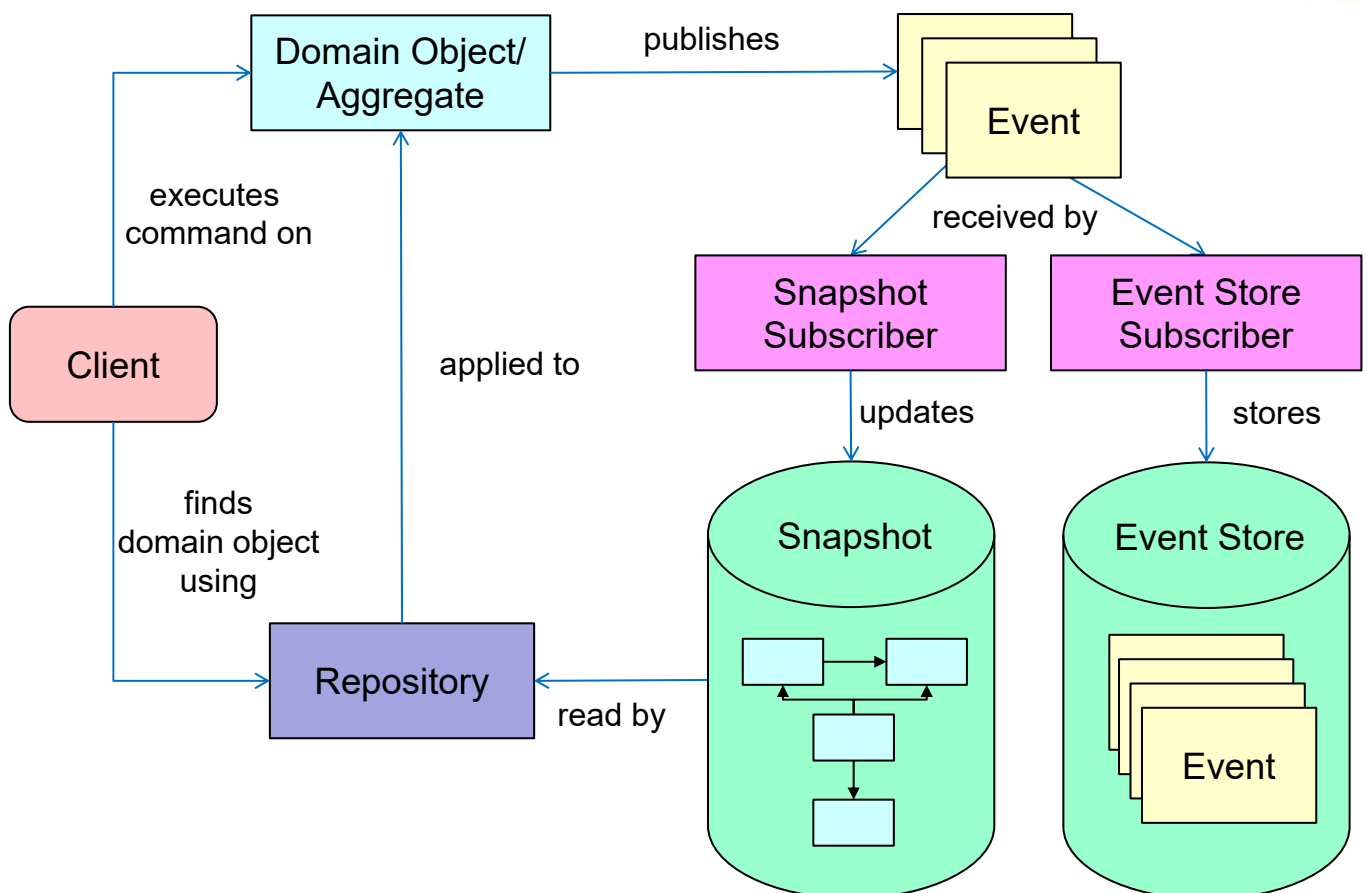 Domain Object/
Aggregate
publishes
Event
executes
command on
received by
Snapshot
Subscriber
Event Store
Subscriber
Client
applied to
updates
stores
finds
domain object
using
Snapshot
Event Store
Repository
read by
Event